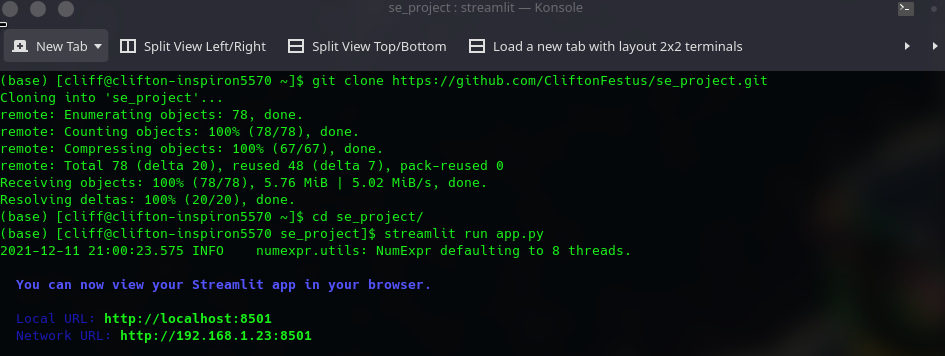 se_project : streamlit — Konsole
New Tab Split View Left/Right Split View Top/Bottom Load a new tab with layout 2x2 terminals
(base) [cliff@clifton-inspiron5570 ~]$ git clone https://github.com/CliftonFestus/se_project.git
Cloning into 'se_project'...
remote: Enumerating objects: 78, done.
remote: Counting objects: 100% (78/78), done.
remote: Compressing objects: 100% (67/67), done.
remote: Total 78 (delta 20), reused 48 (delta 7), pack-reused 0
Receiving objects: 100% (78/78), 5.76 MiB | 5.02 MiB/s, done.
Resolving deltas: 100% (20/20), done.
(base) [cliff@clifton-inspiron5570 ~]$ cd se_project/
(base) [cliff@clifton-inspiron5570 se_project]$ streamlit run app.py
2021-12-11 21:00:23.575 INFO    numexpr.utils: NumExpr defaulting to 8 threads.
You can now view your Streamlit app in your browser.
Local URL: http://localhost:8501
Network URL: http://192.168.1.23:8501